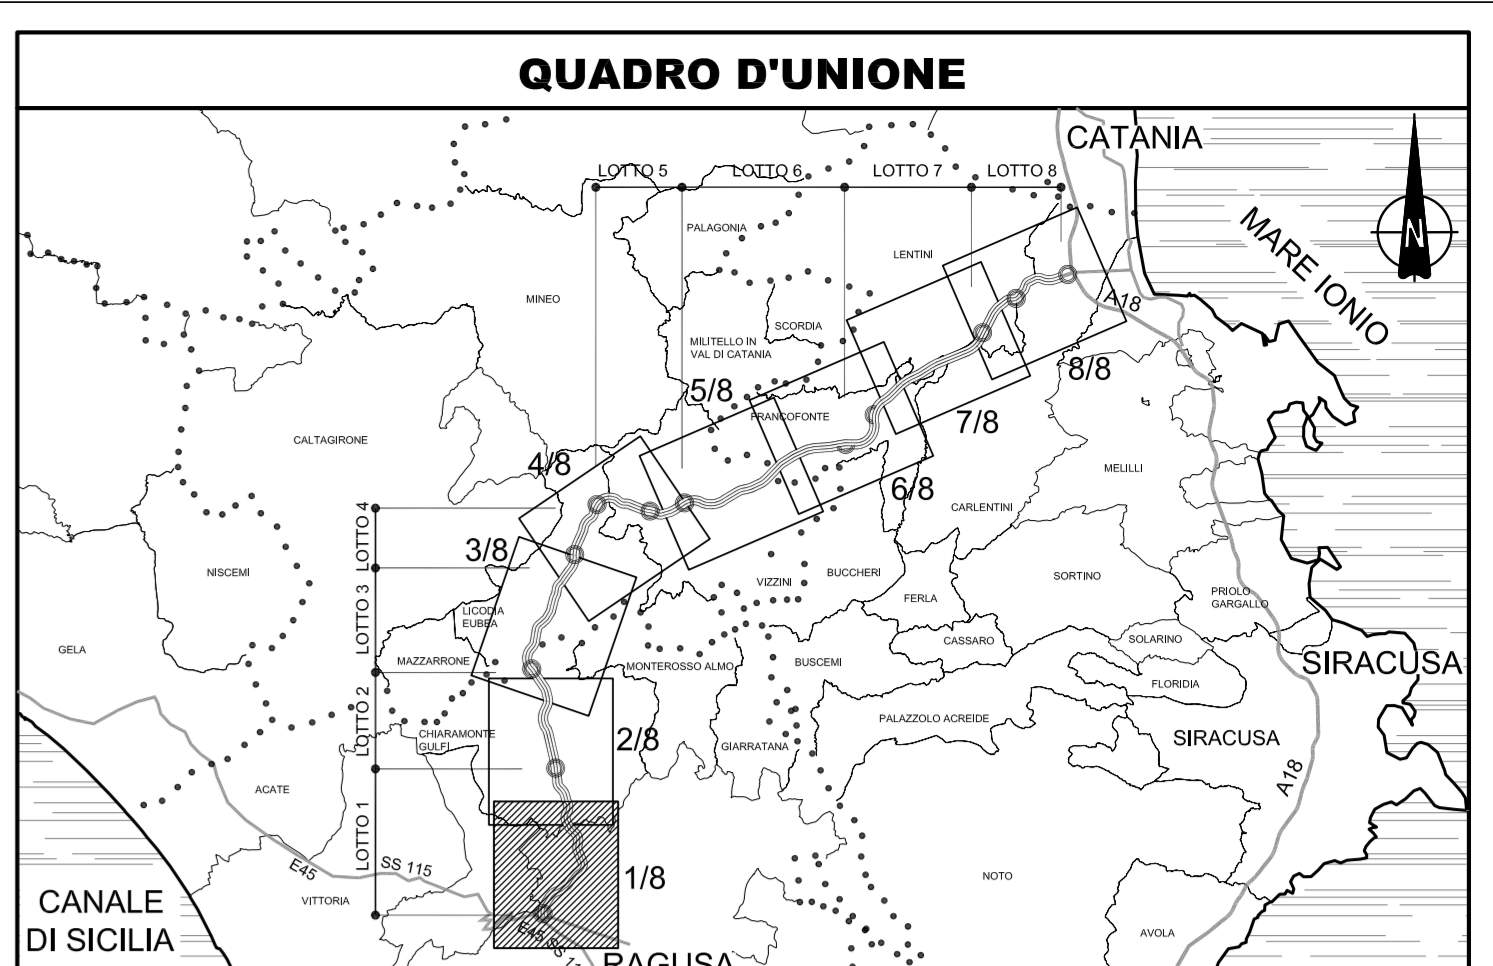 QUADRO D'UNIONE
CATANIA
LOTTO 5
LOTTO 6
LOTTO 7
LOTTO 8
N
MARE IONIO
PALAGONIA
LENTINI
MINEO
A18
SCORDIA
MILITELLO IN
VAL DI CATANIA
8/8
5/8
FRANCOFONTE
7/8
CALTAGIRONE
4/8
MELILLI
6/8
CARLENTINI
LOTTO 4
3/8
NISCEMI
VIZZINI
BUCCHERI
SORTINO
FERLA
PRIOLO
GARGALLO
LOTTO 3
LICODIA
EUBEA
CASSARO
SOLARINO
GELA
MAZZARRONE
MONTEROSSO ALMO
BUSCEMI
SIRACUSA
FLORIDIA
LOTTO 2
PALAZZOLO ACREIDE
CHIARAMONTE
GULFI
2/8
GIARRATANA
SIRACUSA
A18
ACATE
LOTTO 1
E45
SS 115
1/8
NOTO
VITTORIA
CANALE
DI SICILIA
E45 SS
AVOLA
RAGUSA